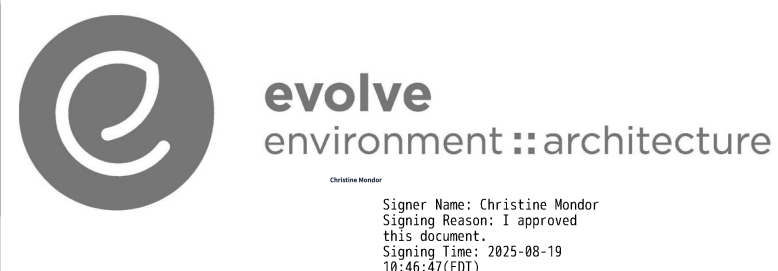 evolve
environment :: architecture
Christine Mondor
Signer Name: Christine Mondor
Signing Reason: I approved
this document.
Signing Time: 2025-08-19
10:46:47(EDT)